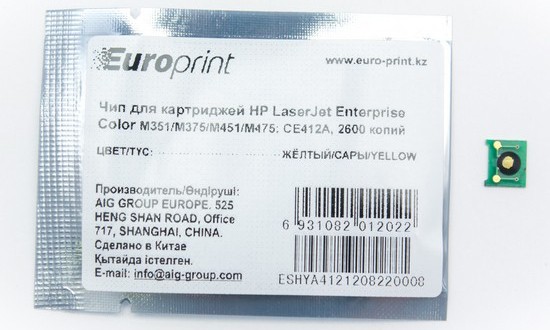 Europrint
www.euro-print.kz
Чип для картриджей HP LaserJet Enterprise
Color M351/M375/M451/M475: CE412A, 2600 копий
ЦВЕТ/ТҮС: ЖЁЛТЫЙ/САРЫ/YELLOW
Производитель/Өндіруші:
AIG GROUP EUROPE. 525
HENG SHAN ROAD, Office
717, SHANGHAI, CHINA.
Сделано в Китае
Қытайда істелген.
E-mail: info@aig-group.com
6 931082 012022
ESHYA4121208220008